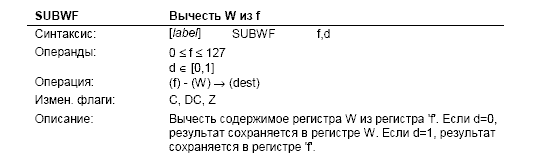 SUBWF Вычесть W из f
Синтаксис: [label] SUBWF f,d
Операнды: 0 ≤ f ≤ 127
d ∈ [0,1]
Операция: (f) - (W) → (dest)
Измен. флаги: C, DC, Z
Описание: Вычесть содержимое регистра W из регистра 'f'. Если d=0,
результат сохраняется в регистре W. Если d=1, результат
сохраняется в регистре 'f'.